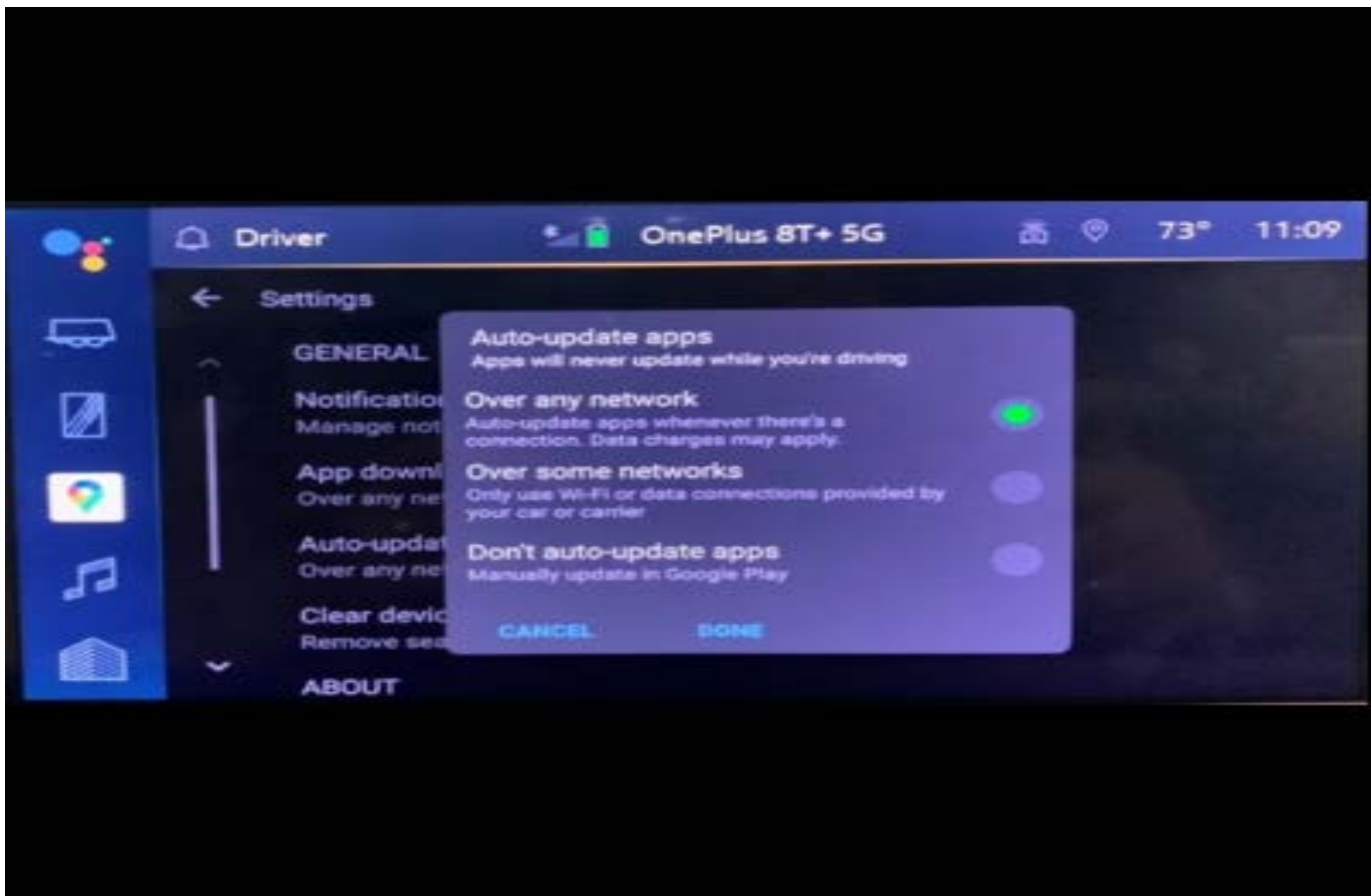 Driver
OnePlus 8T+ 5G
73°
11:09
Settings
GENERAL
Notification
Manage not
App downl
Over any ne
Auto-updat
Over any ne
Clear devic
Remove sea
ABOUT
Auto-update apps
Apps will never update while you're driving
Over any network
Auto-update apps whenever there's a
connection. Data charges may apply.
Over some networks
Only use Wi-Fi or data connections provided by
your car or carrier
Don't auto-update apps
Manually update in Google Play
CANCEL
DONE